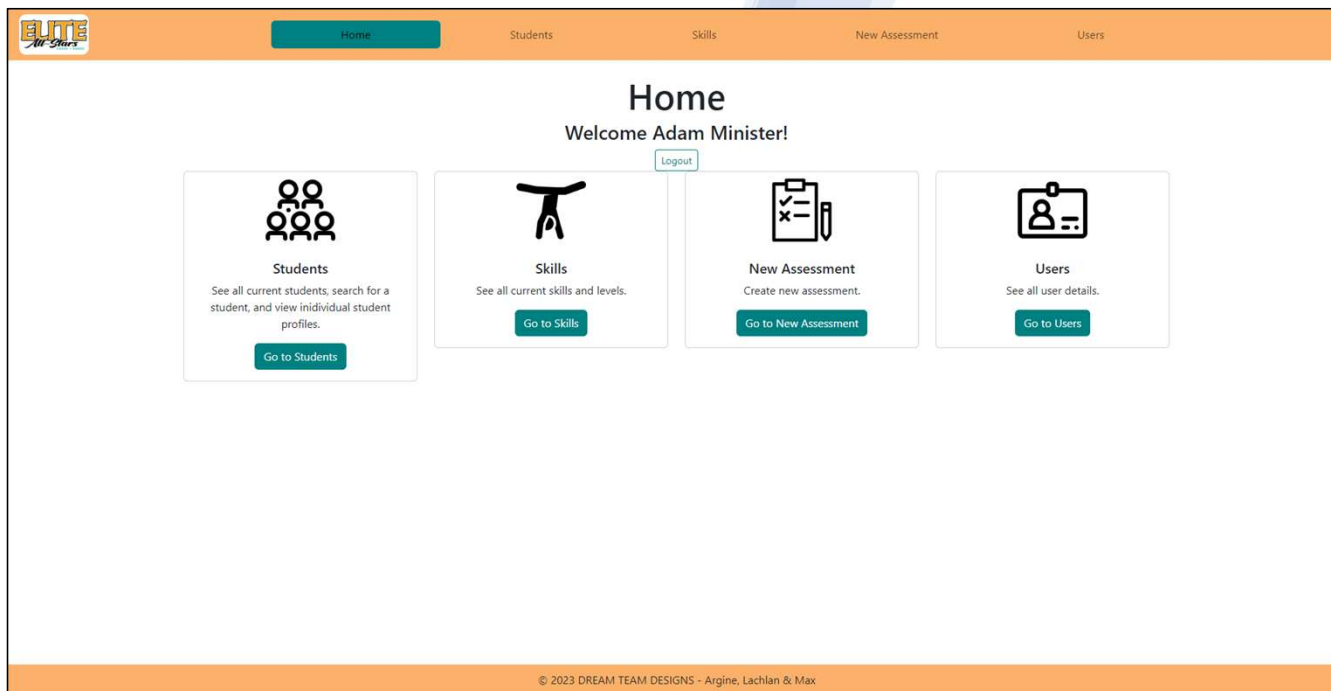 ELITE
All-Stars
Home
Students
Skills
New Assessment
Users
Home
Welcome Adam Minister!
Logout
Students
See all current students, search for a
student, and view inidividual student
profiles.
Go to Students
Skills
See all current skills and levels.
Go to Skills
New Assessment
Create new assessment.
Go to New Assessment
Users
See all user details.
Go to Users
© 2023 DREAM TEAM DESIGNS - Argine, Lachlan & Max